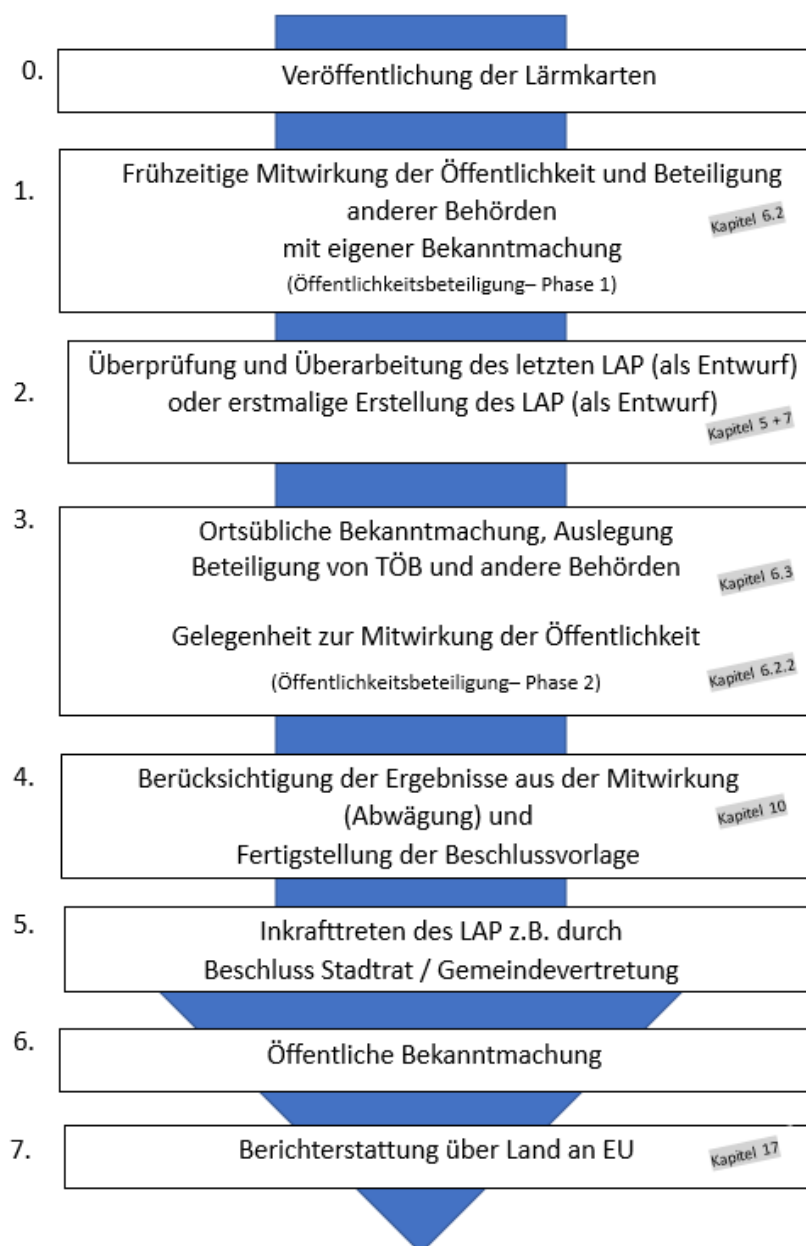 0.
Veröffentlichung der Lärmkarten
1.
Frühzeitige Mitwirkung der Öffentlichkeit und Beteiligung
anderer Behörden
Kapitel 6.2
mit eigener Bekanntmachung
(Öffentlichkeitsbeteiligung– Phase 1)
2.
Überprüfung und Überarbeitung des letzten LAP (als Entwurf)
oder erstmalige Erstellung des LAP (als Entwurf)
Kapitel 5 + 7
3.
Ortsübliche Bekanntmachung, Auslegung
Beteiligung von TÖB und andere Behörden
Kapitel 6.3
Gelegenheit zur Mitwirkung der Öffentlichkeit
(Öffentlichkeitsbeteiligung– Phase 2)
Kapitel 6.2.2
4.
Berücksichtigung der Ergebnisse aus der Mitwirkung
(Abwägung) und
Kapitel 10
Fertigstellung der Beschlussvorlage
5.
Inkrafttreten des LAP z.B. durch
Beschluss Stadtrat / Gemeindevertretung
6.
Öffentliche Bekanntmachung
7.
Berichterstattung über Land an EU
Kapitel 17